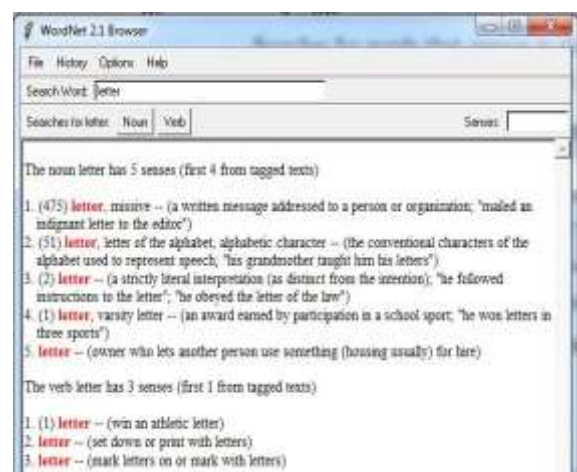 WordNet 2.1 Browser
File History Options Help
Search Word: letter
Searches for letter: Noun Verb Senses:
The noun letter has 5 senses (first 4 from tagged texts)
1. (475) letter, missive -- (a written message addressed to a person or organization; "mailed an
indignant letter to the editor")
2. (51) letter, letter of the alphabet, alphabetic character -- (the conventional characters of the
alphabet used to represent speech; "his grandmother taught him his letters")
3. (2) letter -- (a strictly literal interpretation (as distinct from the intention); "he followed
instructions to the letter"; "he obeyed the letter of the law")
4. (1) letter, varsity letter -- (an award earned by participation in a school sport; "he won letters in
three sports")
5. letter -- (owner who lets another person use something (housing usually) for hire)
The verb letter has 3 senses (first 1 from tagged texts)
1. (1) letter -- (win an athletic letter)
2. letter -- (set down or print with letters)
3. letter -- (mark letters on or mark with letters)